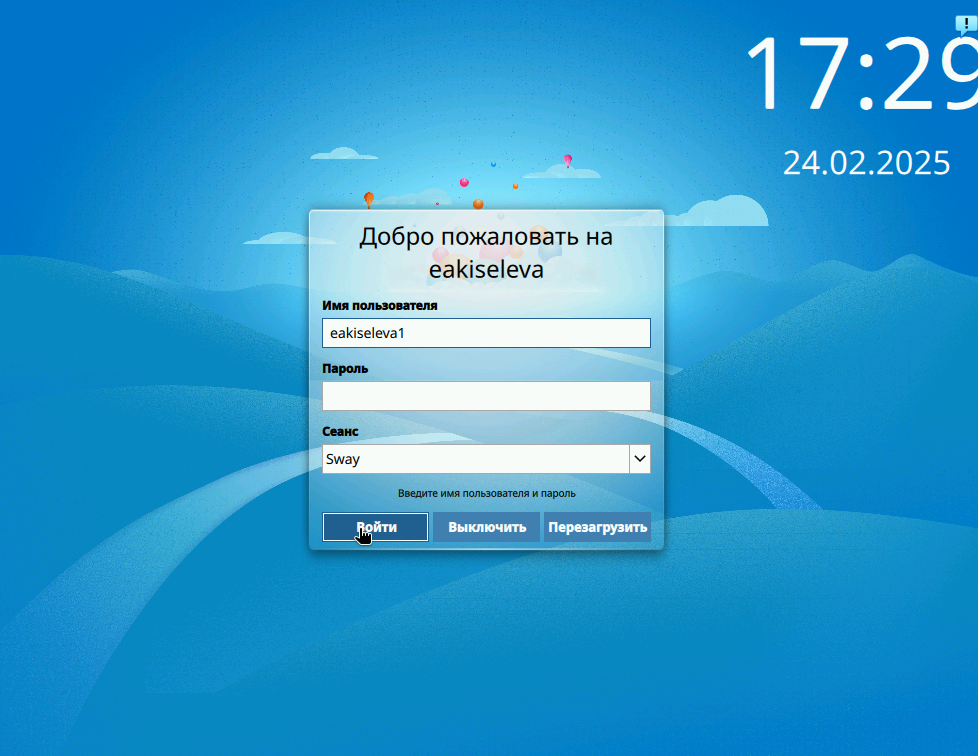 !
17:29
24.02.2025
Добро пожаловать на
eakiseleva
Имя пользователя
eakiseleva1
Пароль
Сеанс
Sway
Введите имя пользователя и пароль
Войти Выключить Перезагрузить